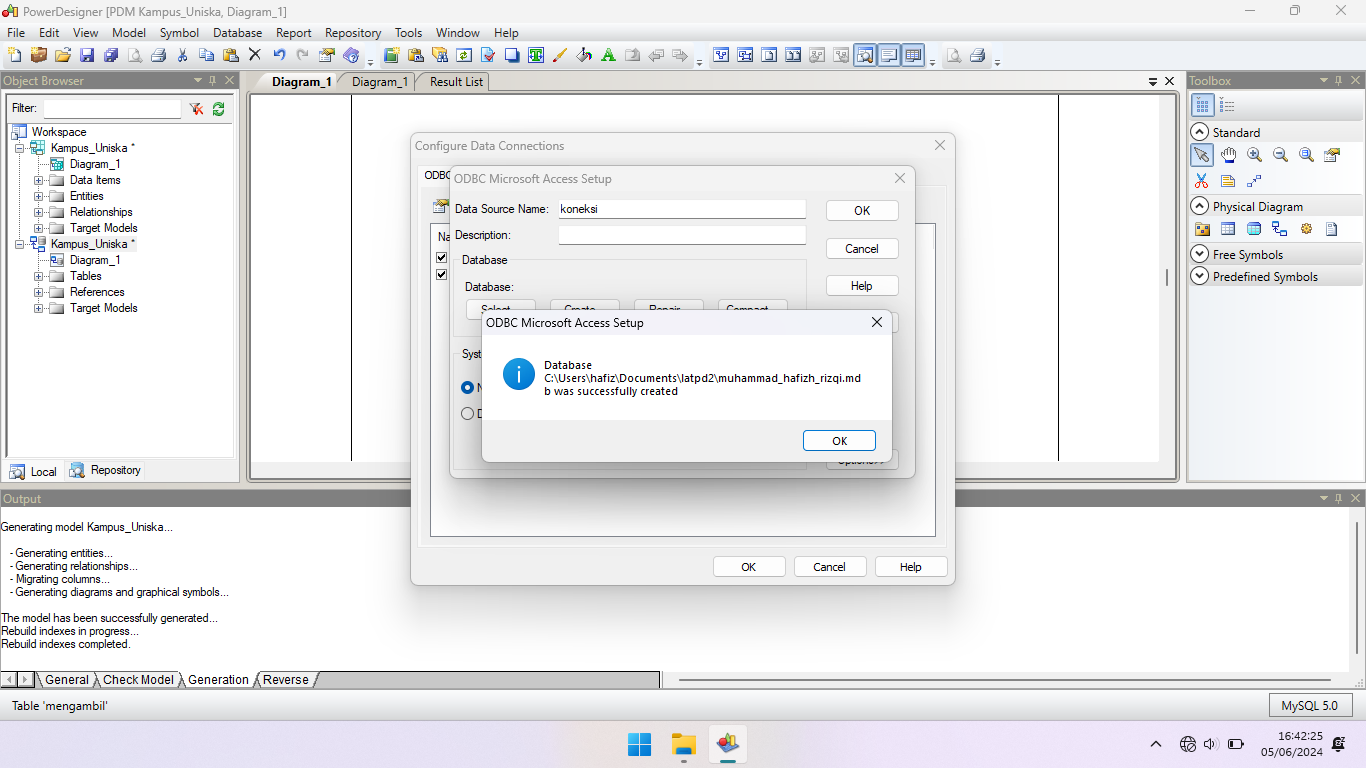 PowerDesigner [PDM Kampus_Uniska, Diagram_1]
File Edit View Model Symbol Database Report Repository Tools Window Help
Object Browser
Filter:
Workspace
Kampus_Uniska *
Diagram_1
Data Items
Entities
Relationships
Target Models
Kampus_Uniska *
Diagram_1
Tables
References
Target Models
Local Repository
Diagram_1 Diagram_1 Result List
Configure Data Connections
ODBC Microsoft Access Setup
Data Source Name: koneksi
Description:
Database
Database:
OK
Cancel
Help
ODBC Microsoft Access Setup
Database
C:\Users\hafiz\Documents\latpd2\muhammad_hafizh_rizqi.md
b was successfully created
OK
OK Cancel Help
Toolbox
Standard
Physical Diagram
Free Symbols
Predefined Symbols
Output
Generating model Kampus_Uniska...
- Generating entities...
- Generating relationships...
- Migrating columns...
- Generating diagrams and graphical symbols...
The model has been successfully generated...
Rebuild indexes in progress...
Rebuild indexes completed.
General Check Model Generation Reverse
Table 'mengambil'
MySQL 5.0
16:42:25
05/06/2024